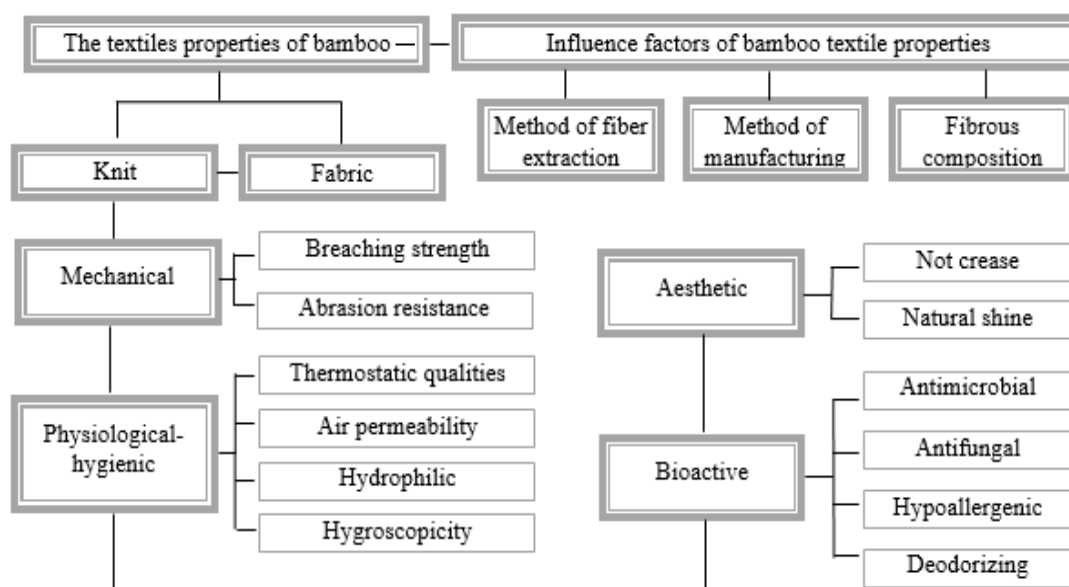 The textiles properties of bamboo
Influence factors of bamboo textile properties
Method of fiber
extraction
Method of
manufacturing
Fibrous
composition
Knit
Fabric
Mechanical
Breaching strength
Abrasion resistance
Physiological-
hygienic
Thermostatic qualities
Air permeability
Hydrophilic
Hygroscopicity
Aesthetic
Not crease
Natural shine
Bioactive
Antimicrobial
Antifungal
Hypoallergenic
Deodorizing